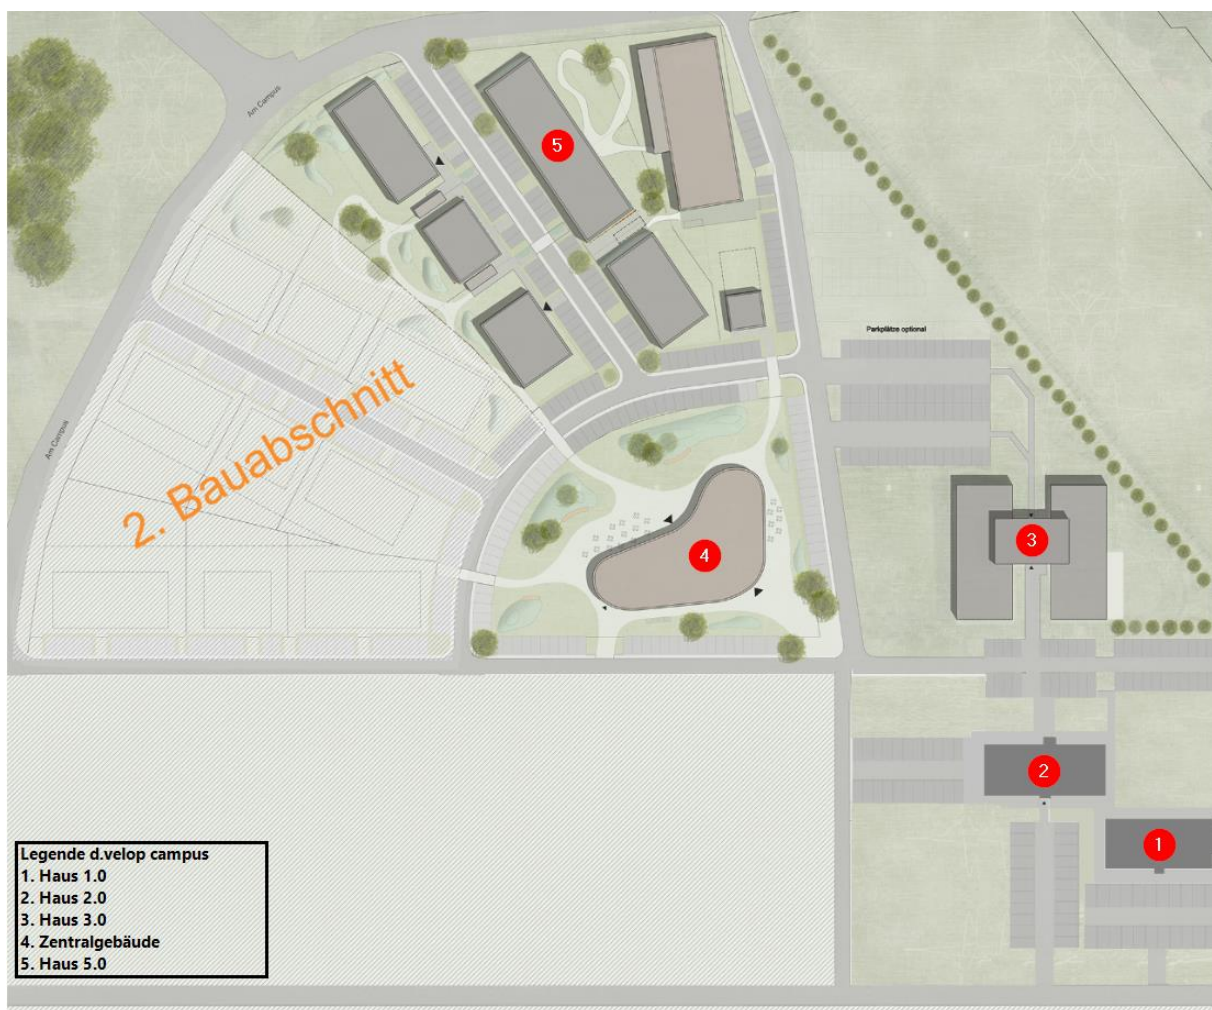 Am Campus
5
Parkplätze optional
2. Bauabschnitt
Am Campus
4
3
2
1
Legende d.velop campus
1. Haus 1.0
2. Haus 2.0
3. Haus 3.0
4. Zentralgebäude
5. Haus 5.0